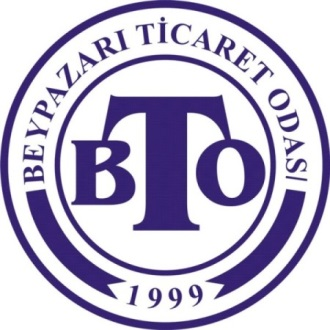 BEYPAZARI TİCARET ODASI
BTO
1999